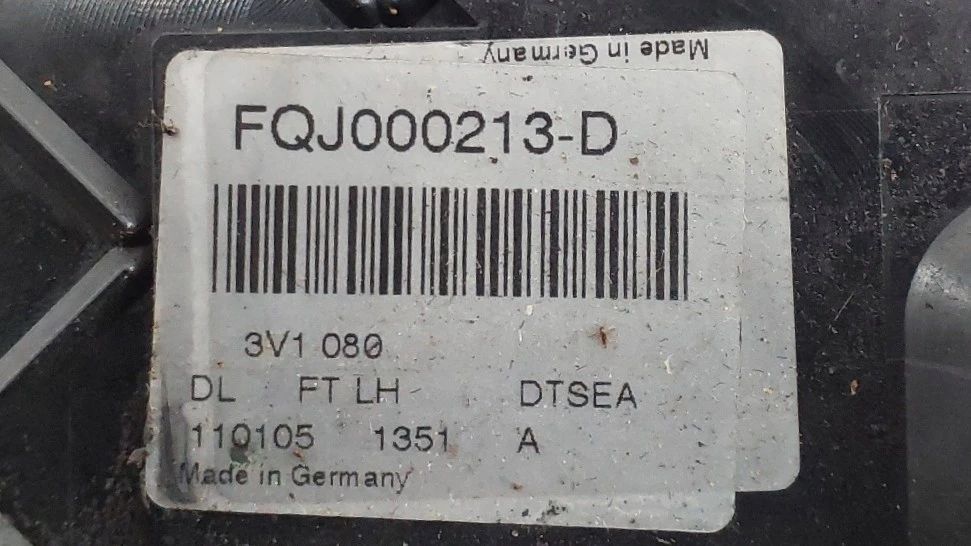 Made in Germany
FQJ000213-D
3V1 080
DL FT LH DTSEA
110105 1351 A
Made in Germany